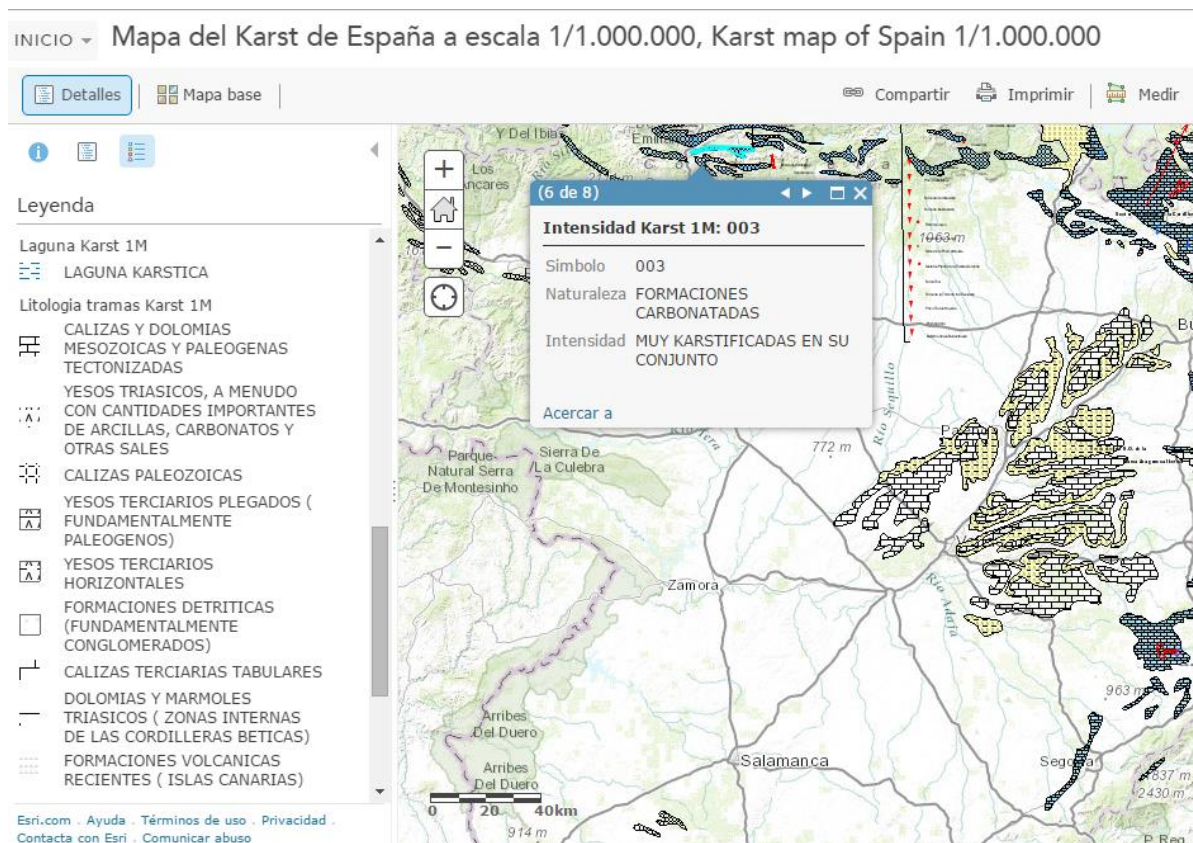 INICIO Mapa del Karst de España a escala 1/1.000.000, Karst map of Spain 1/1.000.000
Detalles Mapa base Compartir Imprimir Medir
Leyenda
Laguna Karst 1M
LAGUNA KARSTICA
Litologia tramas Karst 1M
CALIZAS Y DOLOMIAS
MESOZOICAS Y PALEOGENAS
TECTONIZADAS
YESOS TRIASICOS, A MENUDO
CON CANTIDADES IMPORTANTES
DE ARCILLAS, CARBONATOS Y
OTRAS SALES
CALIZAS PALEOZOICAS
YESOS TERCIARIOS PLEGADOS (
FUNDAMENTALMENTE
PALEOGENOS)
YESOS TERCIARIOS
HORIZONTALES
FORMACIONES DETRITICAS
(FUNDAMENTALMENTE
CONGLOMERADOS)
CALIZAS TERCIARIAS TABULARES
DOLOMIAS Y MARMOLES
TRIASICOS ( ZONAS INTERNAS
DE LAS CORDILLERAS BETICAS)
FORMACIONES VOLCANICAS
RECIENTES ( ISLAS CANARIAS)
Esri.com . Ayuda . Términos de uso . Privacidad .
Contacta con Esri . Comunicar abuso
Y Del Ibias
Los
Ancares
(6 de 8)
Intensidad Karst 1M: 003
Simbolo 003
Naturaleza FORMACIONES
CARBONATADAS
Intensidad MUY KARSTIFICADAS EN SU
CONJUNTO
Acercar a
1063 m
Río Sequillo
772 m
Parque
Natural Serra
De Montesinho
Sierra De
La Culebra
Zamora
Río Adaja
963 m
Arribes
Del Duero
Salamanca
Arribes
Del Duero
2430 m
0 20 40km
914 m